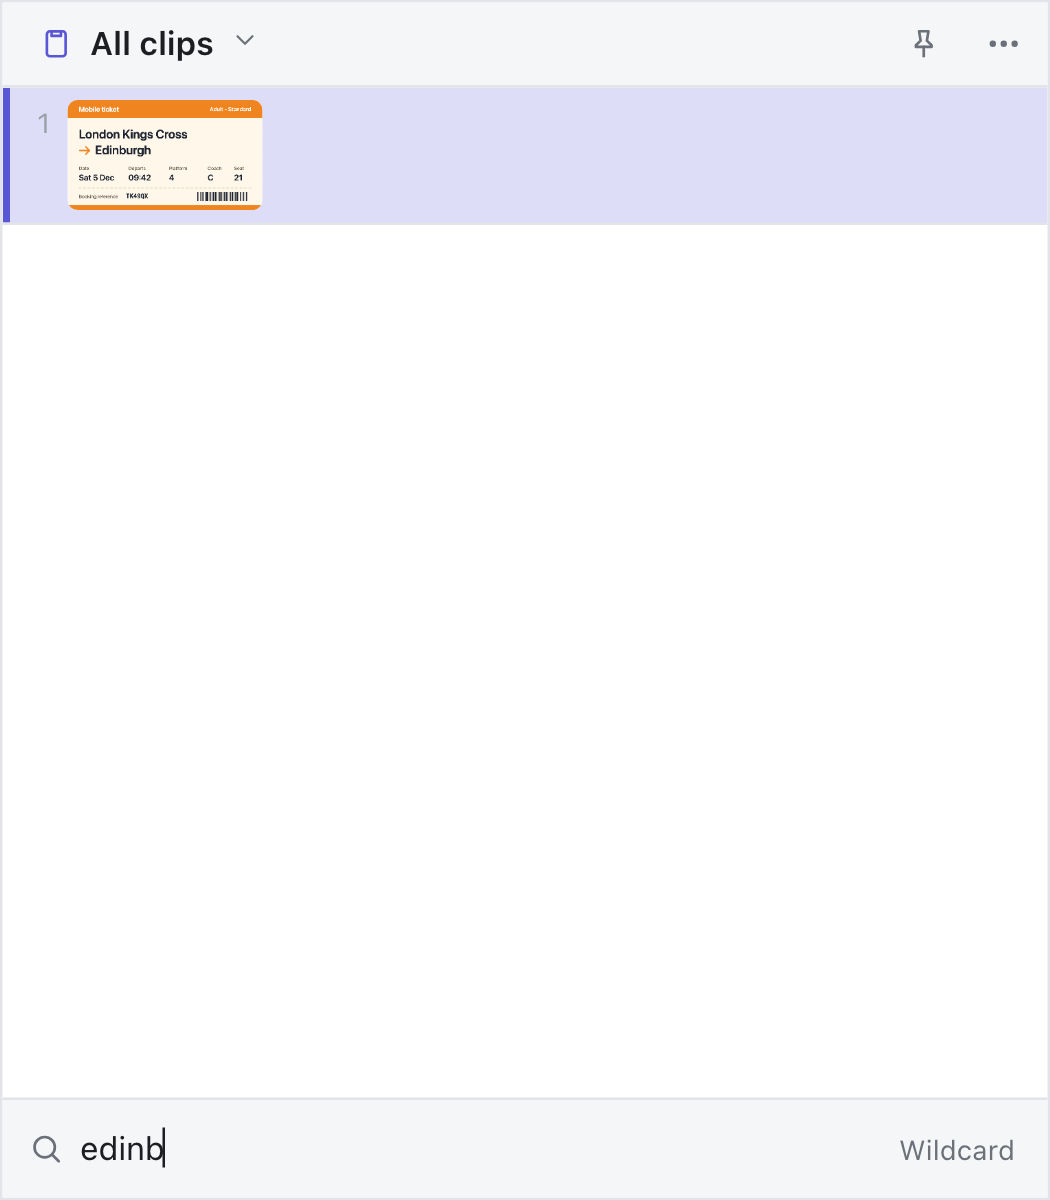 All clips
1
Mobile ticket Adult · Standard
London Kings Cross
→ Edinburgh
Date Departs Platform Coach Seat
Sat 5 Dec 09:42 4 C 21
Booking reference TK49QX
edinb
Wildcard